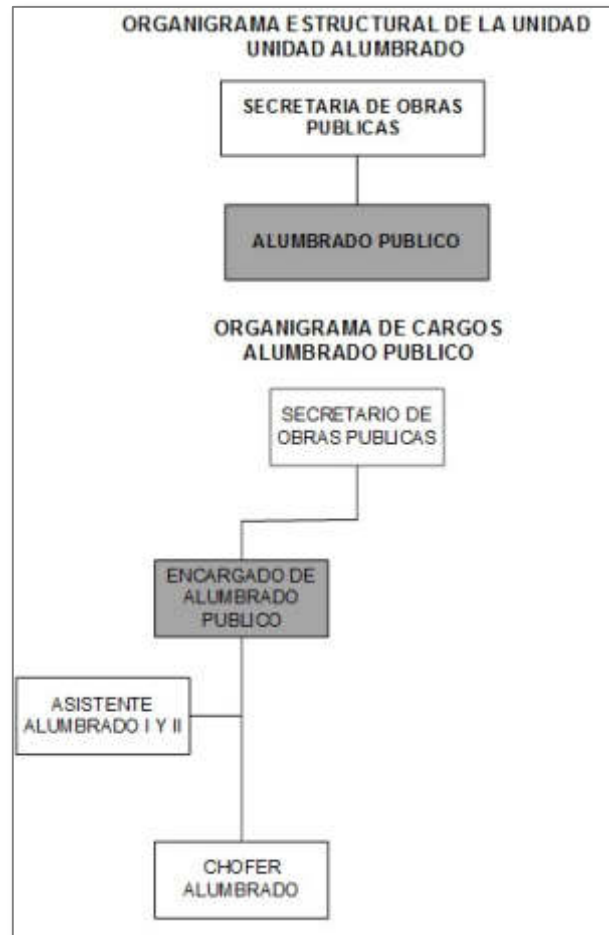 ORGANIGRAMA ESTRUCTURAL DE LA UNIDAD
UNIDAD ALUMBRADO
SECRETARIA DE OBRAS
PUBLICAS
ALUMBRADO PUBLICO
ORGANIGRAMA DE CARGOS
ALUMBRADO PUBLICO
SECRETARIO DE
OBRAS PUBLICAS
ENCARGADO DE
ALUMBRADO
PUBLICO
ASISTENTE
ALUMBRADO I Y II
CHOFER
ALUMBRADO